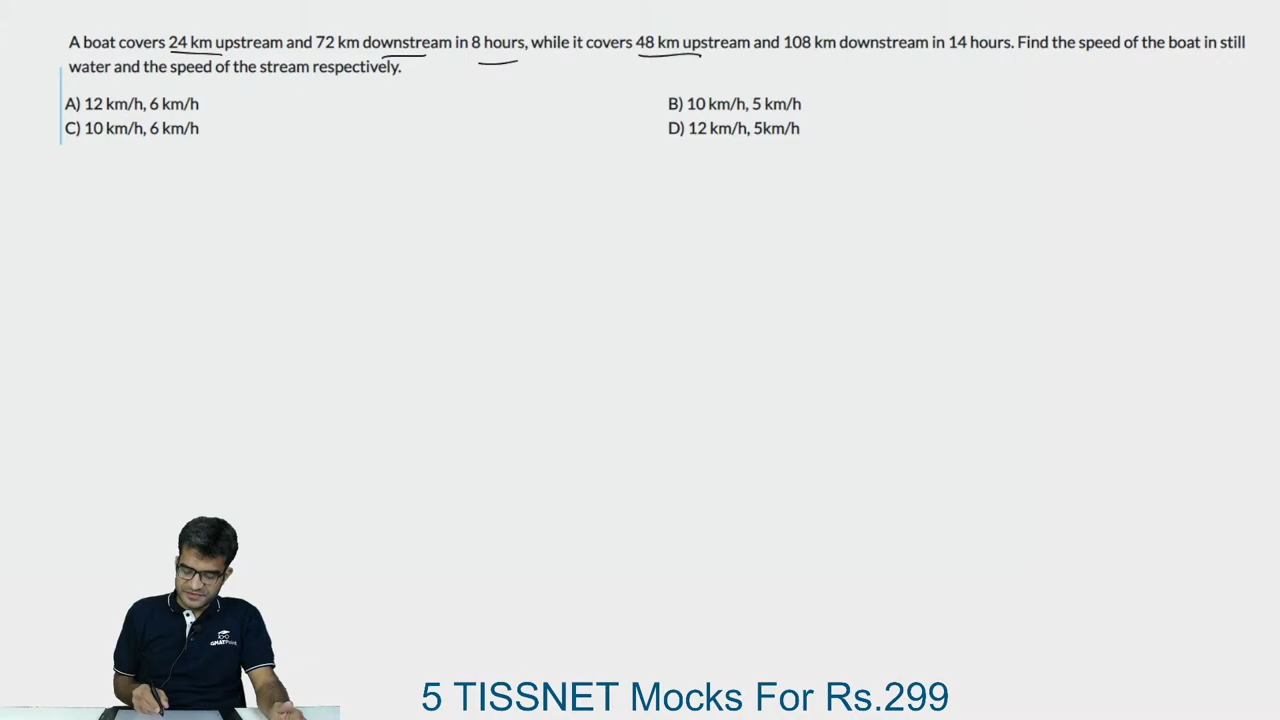 A boat covers 24 km upstream and 72 km downstream in 8 hours, while it covers 48 km upstream and 108 km downstream in 14 hours. Find the speed of the boat in still
water and the speed of the stream respectively.
A) 12 km/h, 6 km/h
B) 10 km/h, 5 km/h
C) 10 km/h, 6 km/h
D) 12 km/h, 5km/h
GMATPoint
5 TISSNET Mocks For Rs.299